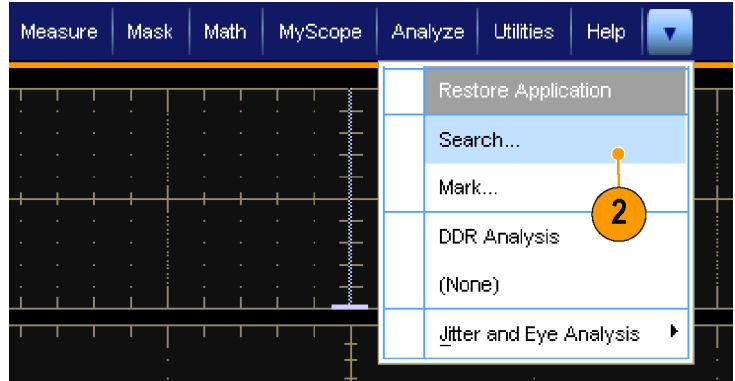 Measure Mask Math MyScope Analyze Utilities Help
Restore Application
Search...
Mark...
2
DDR Analysis
(None)
Jitter and Eye Analysis